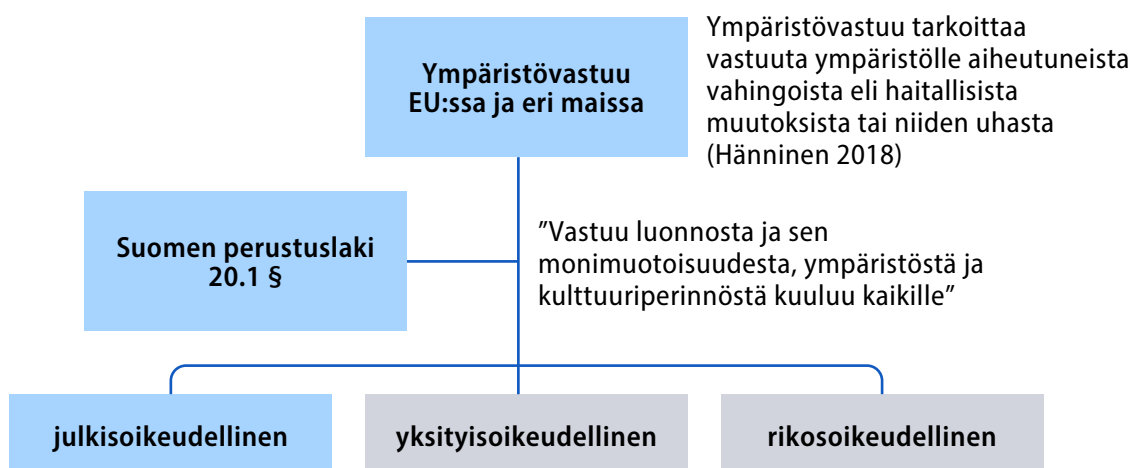 Ympäristövastuu
EU:ssa ja eri maissa
Ympäristövastuu tarkoittaa
vastuuta ympäristölle aiheutuneista
vahingoista eli haitallisista
muutoksista tai niiden uhasta
(Hänninen 2018)
Suomen perustuslaki
20.1 §
”Vastuu luonnosta ja sen
monimuotoisuudesta, ympäristöstä ja
kulttuuriperinnöstä kuuluu kaikille”
julkisoikeudellinen
yksityisoikeudellinen
rikosoikeudellinen